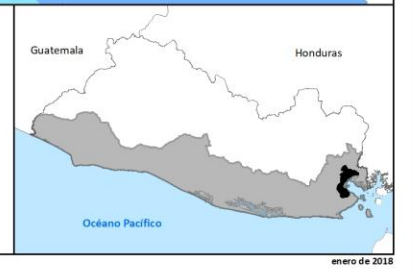 Guatemala
Honduras
Océano Pacífico
enero de 2018